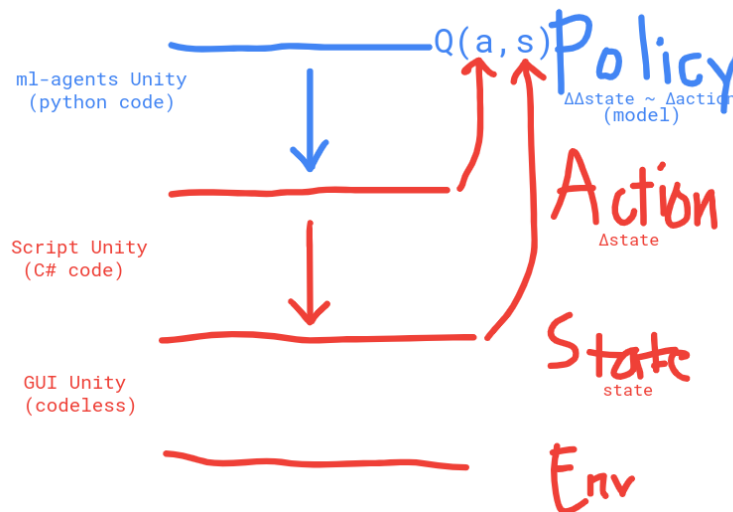 Q(a,s) Policy
ml-agents Unity
(python code)
ΔΔstate ~ Δaction
(model)
Action
Δstate
Script Unity
(C# code)
State
state
GUI Unity
(codeless)
Env